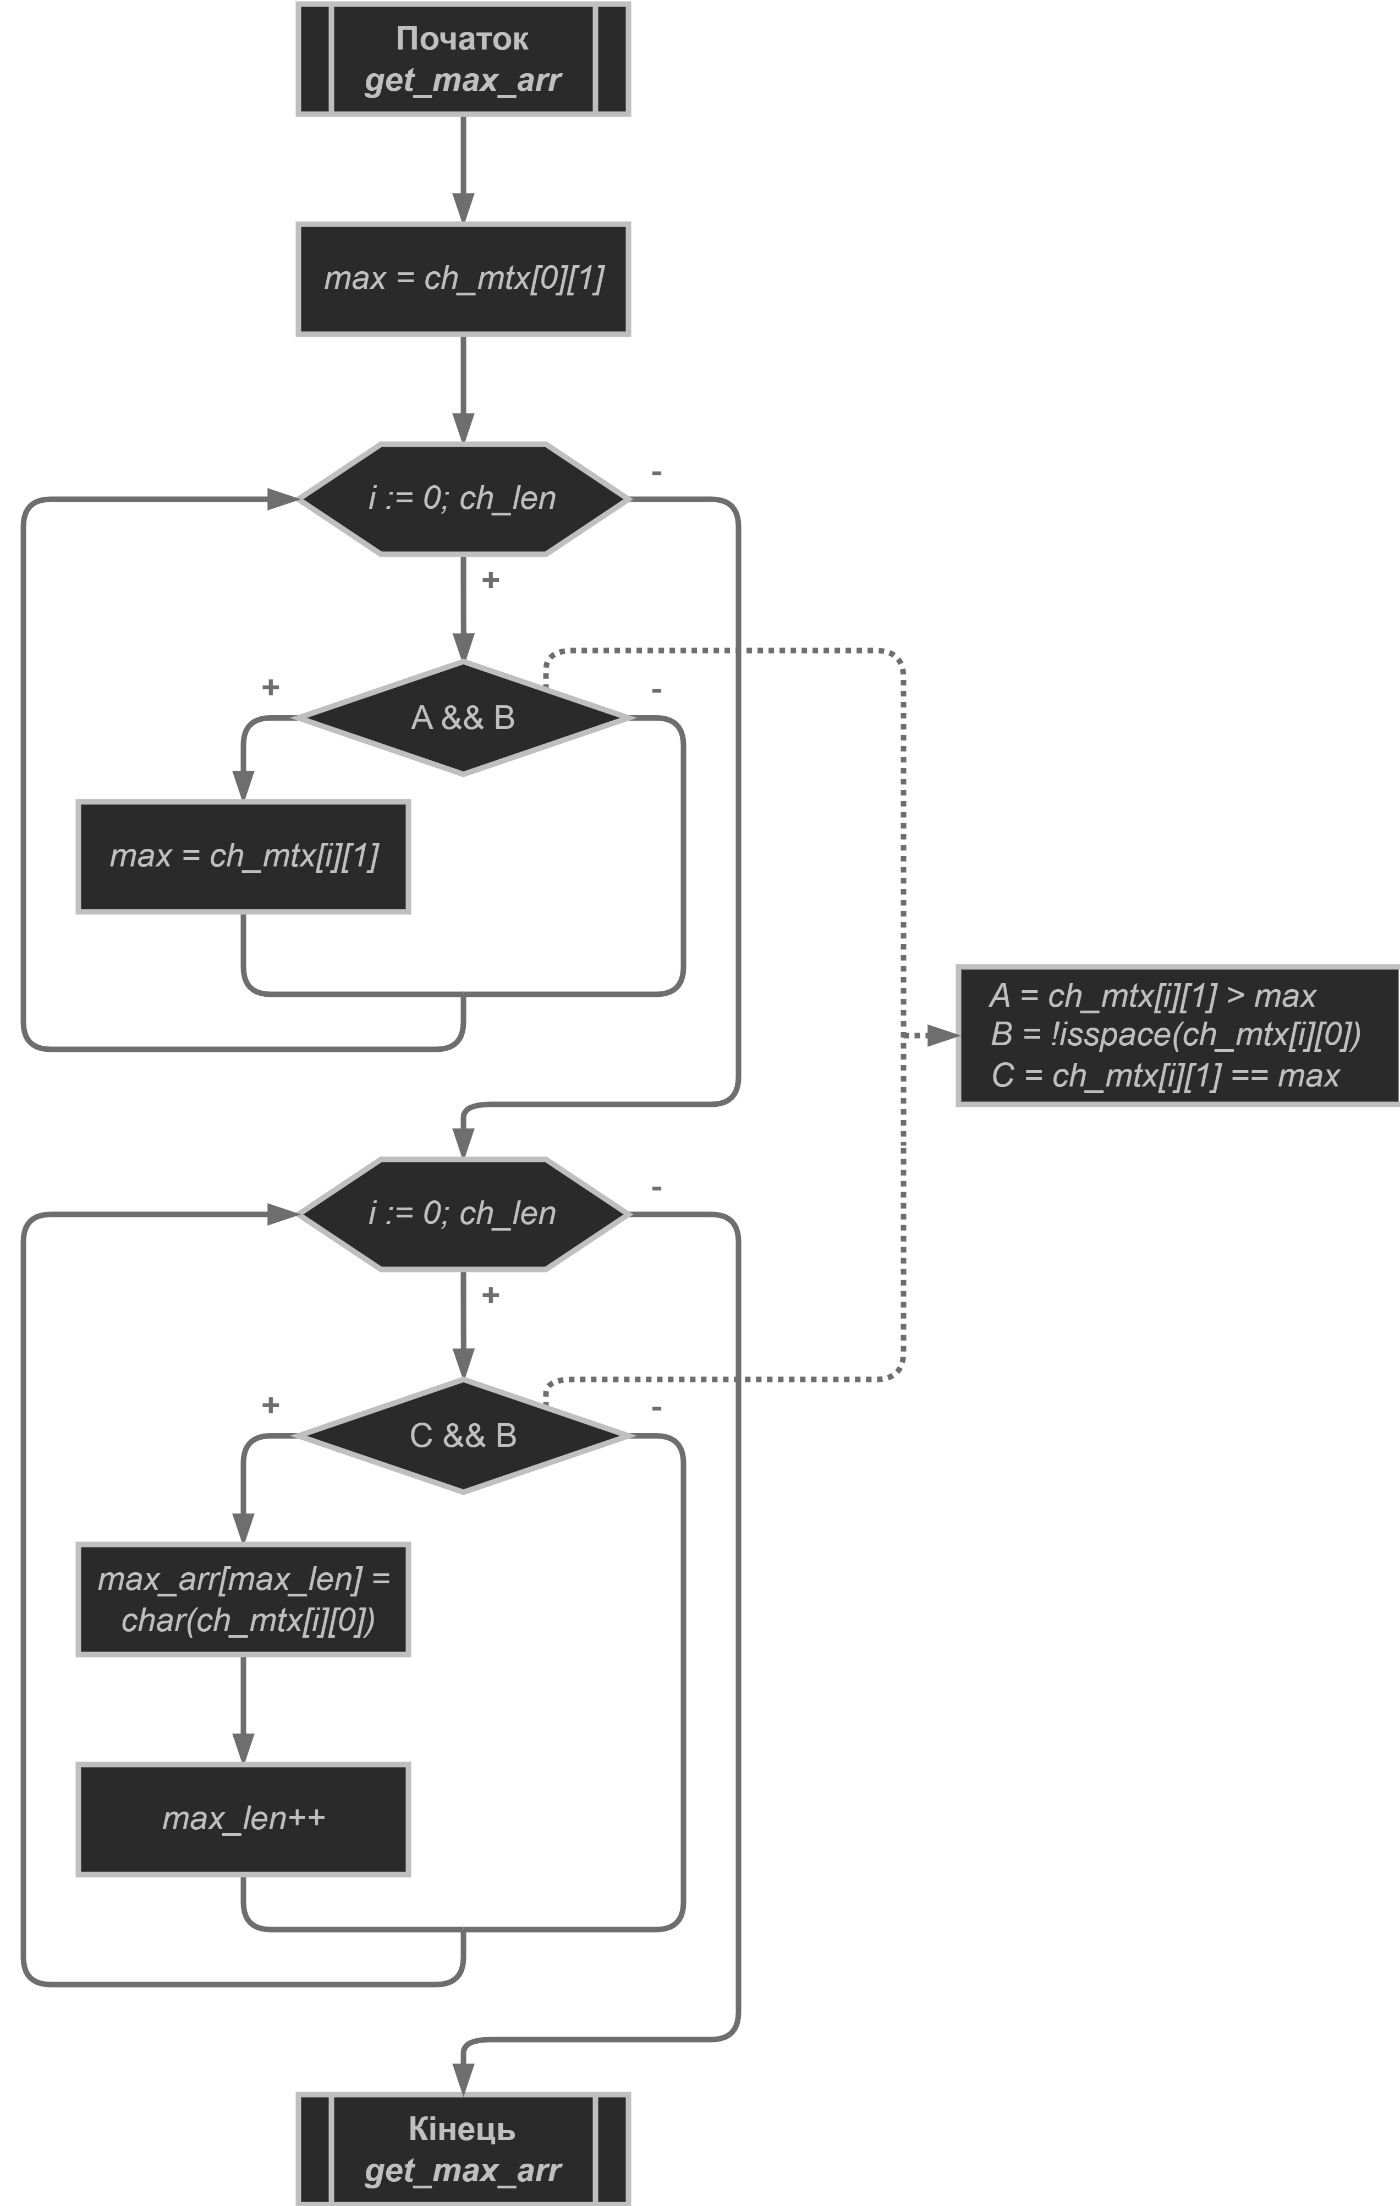 Початок
get_max_arr
max = ch_mtx[0][1]
i := 0; ch_len
-
+
A && B
+
-
max = ch_mtx[i][1]
A = ch_mtx[i][1] > max
B = !isspace(ch_mtx[i][0])
C = ch_mtx[i][1] == max
i := 0; ch_len
-
+
C && B
+
-
max_arr[max_len] =
char(ch_mtx[i][0])
max_len++
Кінець
get_max_arr